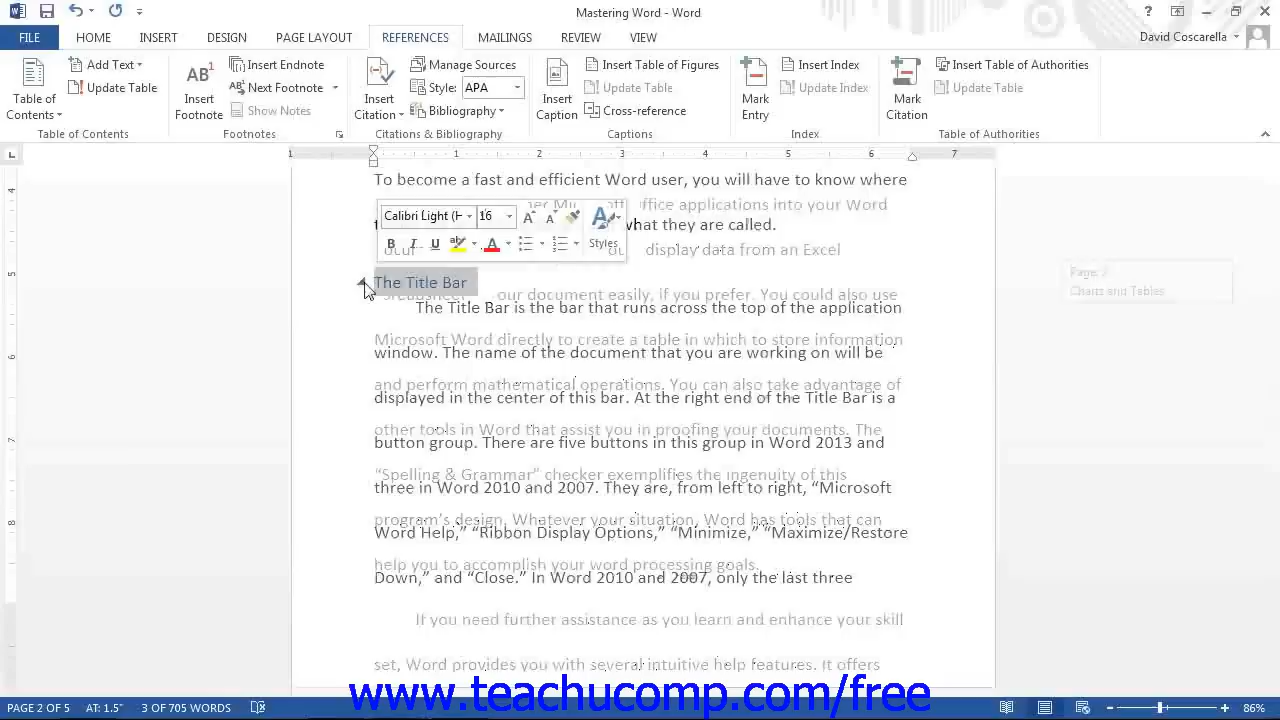 Mastering Word - Word
FILE HOME INSERT DESIGN PAGE LAYOUT REFERENCES MAILINGS REVIEW VIEW David Coscarella
Add Text Insert Endnote Manage Sources Insert Table of Figures Insert Index Insert Table of Authorities
Update Table Next Footnote Style: APA Update Table Update Index Update Table
Table of Contents Insert Footnote Show Notes Insert Citation Bibliography Insert Caption Cross-reference Mark Entry Mark Citation
Table of Contents Footnotes Citations & Bibliography Captions Index Table of Authorities
1 1 2 3 4 5 6 7
To become a fast and efficient Word user, you will have to know where
office applications into your Word
what they are called.
display data from an Excel
Calibri Light (H 16
B I U A Styles
The Title Bar
Page: 2
Charts and Tables
our document easily, if you prefer. You could also use
The Title Bar is the bar that runs across the top of the application
Microsoft Word directly to create a table in which to store information
window. The name of the document that you are working on will be
and perform mathematical operations. You can also take advantage of
displayed in the center of this bar. At the right end of the Title Bar is a
other tools in Word that assist you in proofing your documents. The
button group. There are five buttons in this group in Word 2013 and
“Spelling & Grammar” checker exemplifies the ingenuity of this
three in Word 2010 and 2007. They are, from left to right, “Microsoft
program’s design. Whatever your situation, Word has tools that can
Word Help,” “Ribbon Display Options,” “Minimize,” “Maximize/Restore
help you to accomplish your word processing goals.
Down,” and “Close.” In Word 2010 and 2007, only the last three
If you need further assistance as you learn and enhance your skill
set, Word provides you with several intuitive help features. It offers
4
5
6
7
8
www.teachucomp.com/free
PAGE 2 OF 5 AT: 1.5" 3 OF 705 WORDS 86%